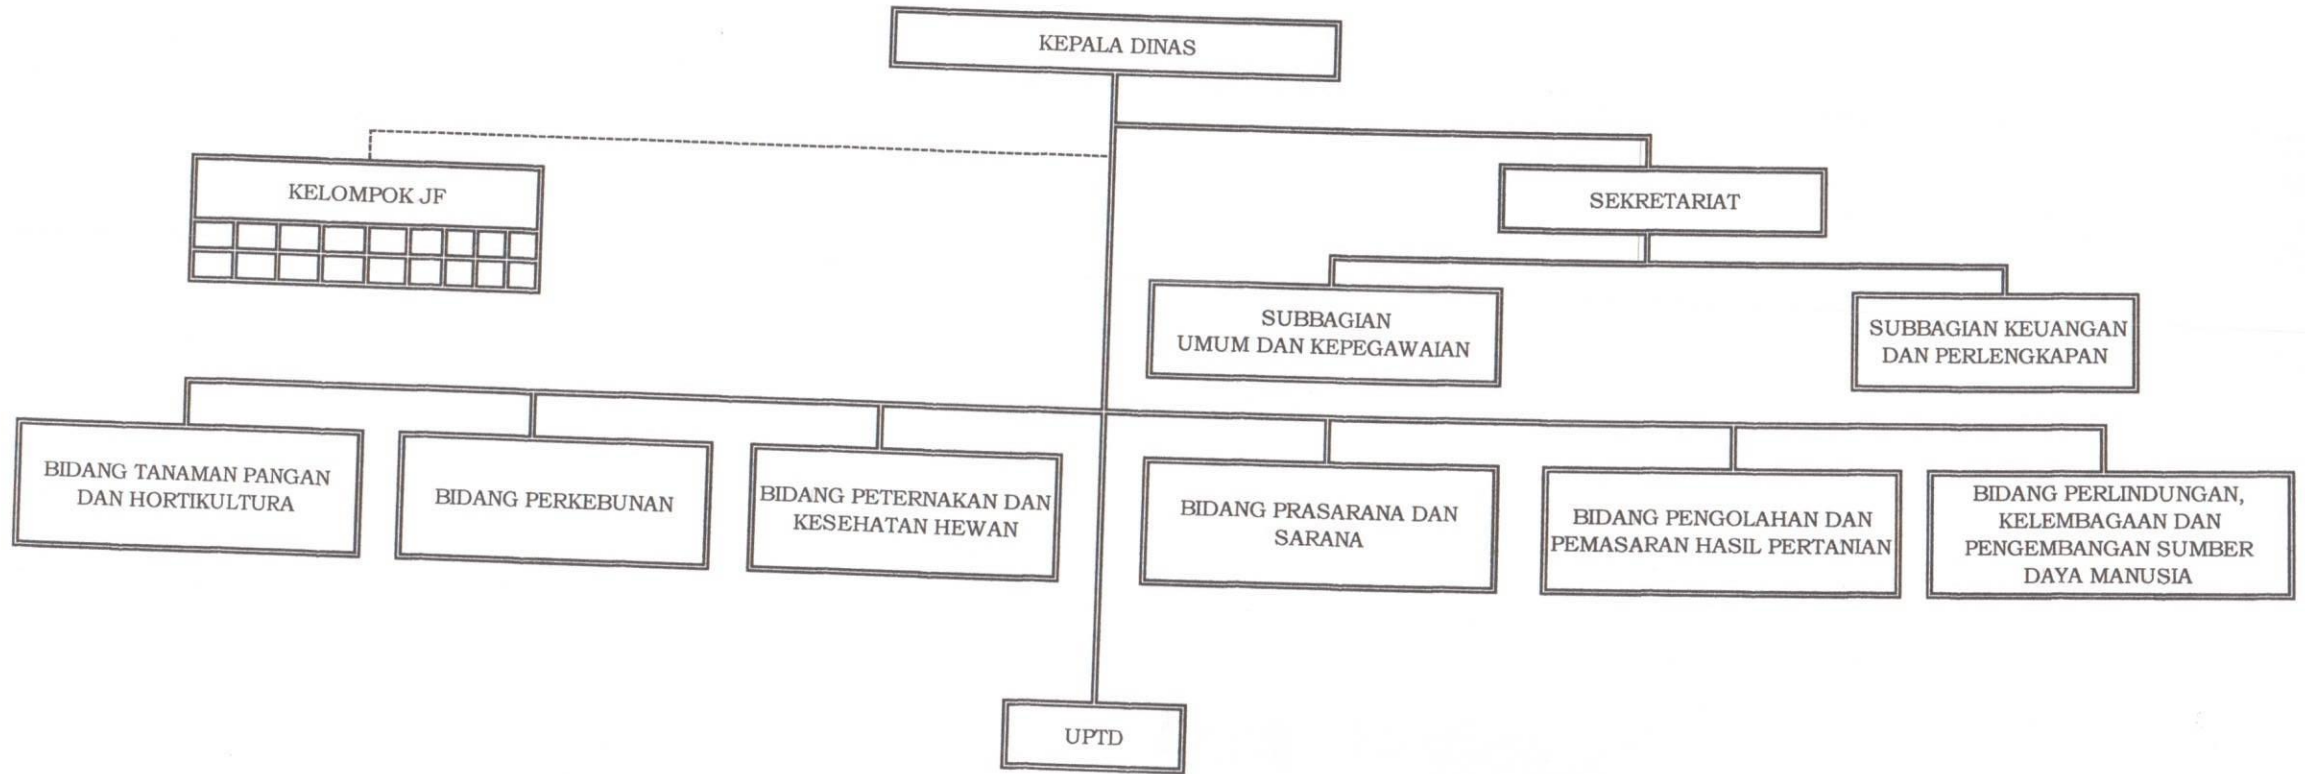 KEPALA DINAS
KELOMPOK JF
SEKRETARIAT
SUBBAGIAN
UMUM DAN KEPEGAWAIAN
SUBBAGIAN KEUANGAN
DAN PERLENGKAPAN
BIDANG TANAMAN PANGAN
DAN HORTIKULTURA
BIDANG PERKEBUNAN
BIDANG PETERNAKAN DAN
KESEHATAN HEWAN
BIDANG PRASARANA DAN
SARANA
BIDANG PENGOLAHAN DAN
PEMASARAN HASIL PERTANIAN
BIDANG PERLINDUNGAN,
KELEMBAGAAN DAN
PENGEMBANGAN SUMBER
DAYA MANUSIA
UPTD